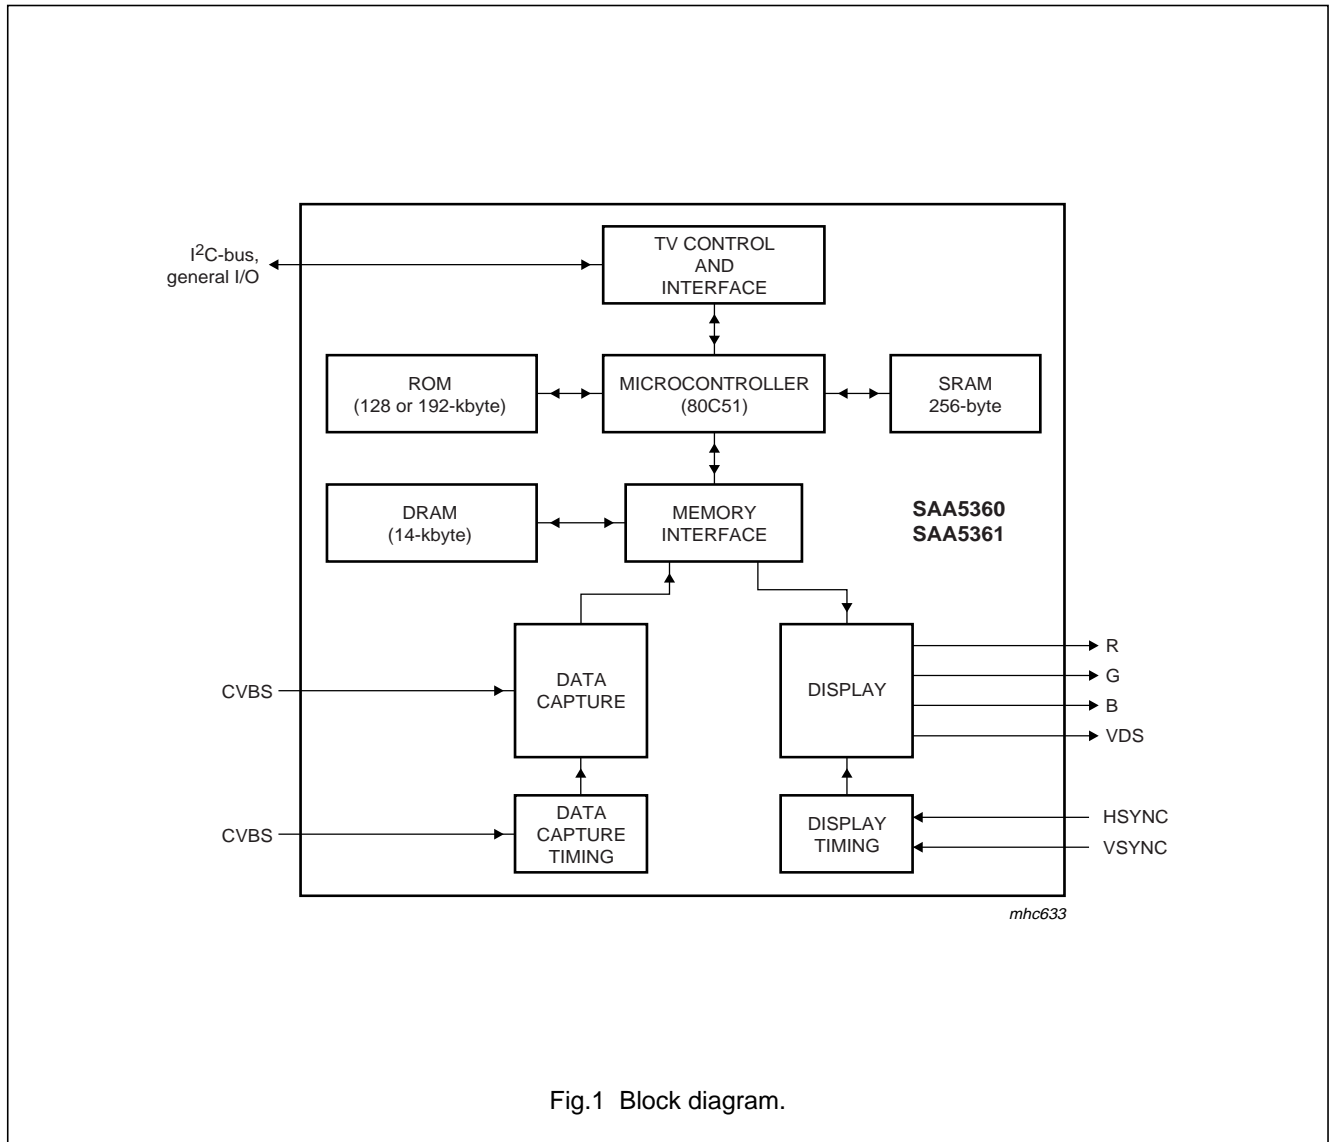 I2C-bus,
general I/O
TV CONTROL
AND
INTERFACE
ROM
(128 or 192-kbyte)
MICROCONTROLLER
(80C51)
SRAM
256-byte
DRAM
(14-kbyte)
MEMORY
INTERFACE
SAA5360
SAA5361
CVBS
DATA
CAPTURE
DISPLAY
R
G
B
VDS
CVBS
DATA
CAPTURE
TIMING
DISPLAY
TIMING
HSYNC
VSYNC
mhc633
Fig.1 Block diagram.